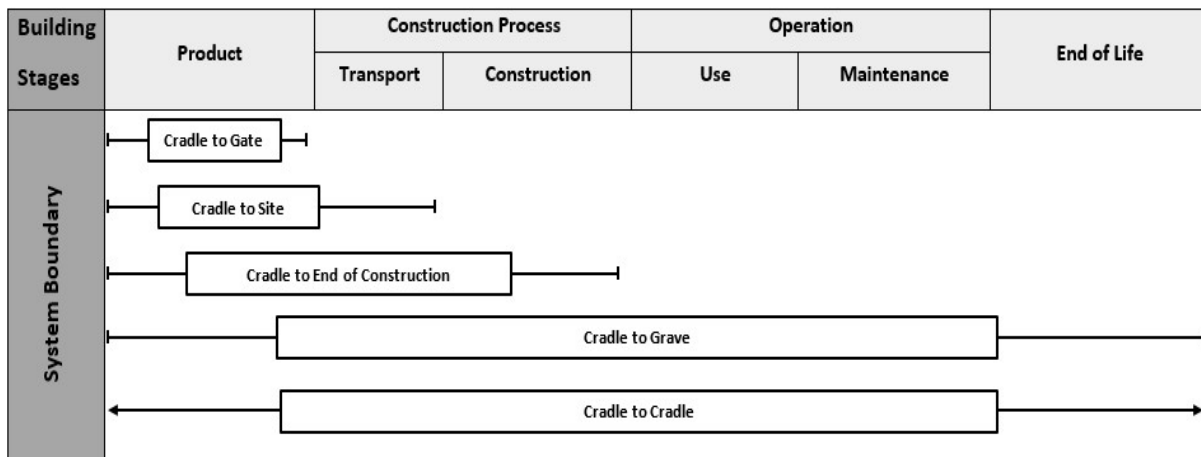 Building
Stages
Product
Construction Process
Transport
Construction
Operation
Use
Maintenance
End of Life
System Boundary
Cradle to Gate
Cradle to Site
Cradle to End of Construction
Cradle to Grave
Cradle to Cradle